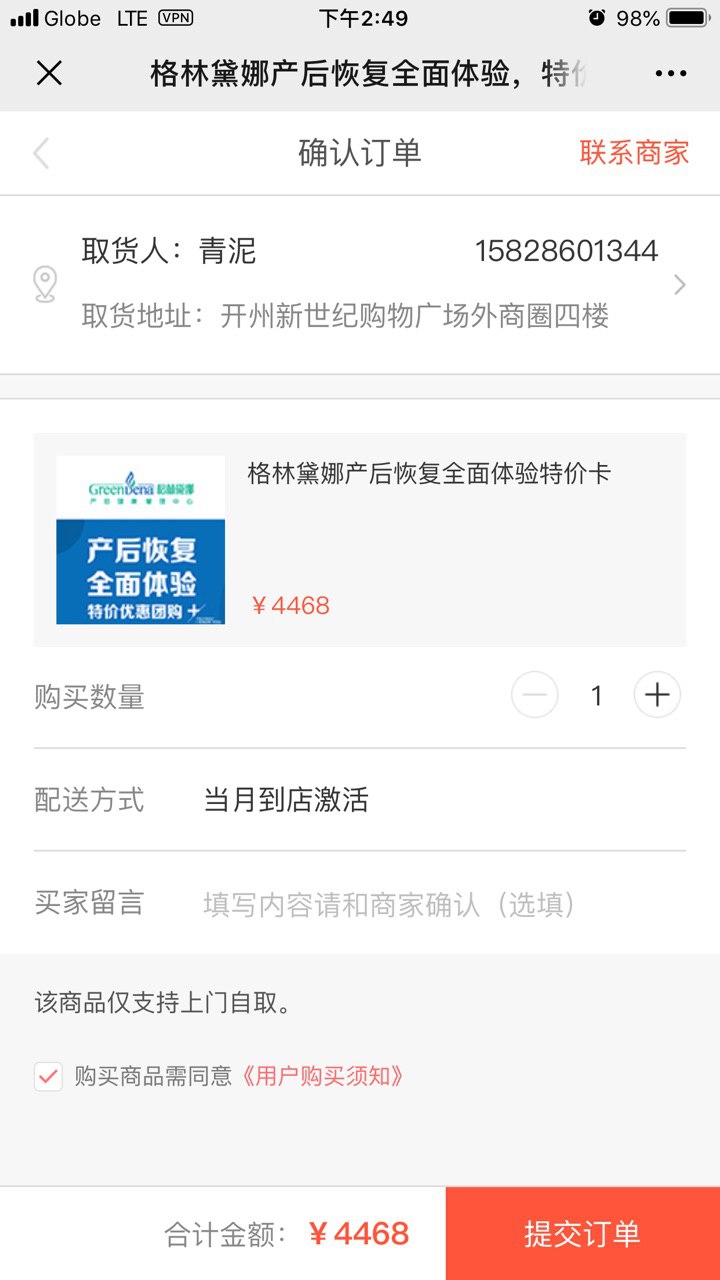 Globe LTE VPN 下午2:49 98%
格林黛娜产后恢复全面体验，特价
确认订单 联系商家
取货人：青泥 15828601344
取货地址：开州新世纪购物广场外商圈四楼
格林黛娜产后恢复全面体验特价卡
GreenDena 格林黛娜
产后健康管理中心
产后恢复
全面体验
特价优惠团购
¥4468
购买数量 1
配送方式 当月到店激活
买家留言 填写内容请和商家确认（选填）
该商品仅支持上门自取。
购买商品需同意《用户购买须知》
合计金额：¥4468 提交订单